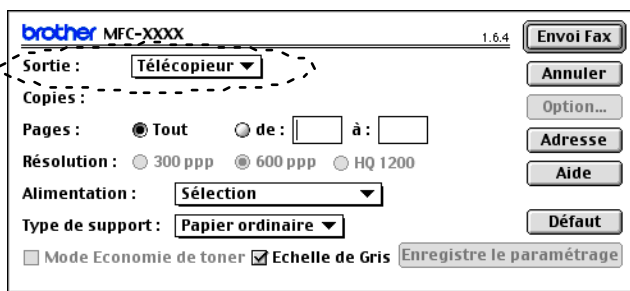 brother MFC-XXXX 1.6.4 Envoi Fax
Sortie : Télécopieur Annuler
Copies : Option...
Pages : Tout de : à : Adresse
Résolution : 300 ppp 600 ppp HQ 1200 Aide
Alimentation : Sélection
Type de support : Papier ordinaire Défaut
Mode Economie de toner Echelle de Gris Enregistre le paramétrage